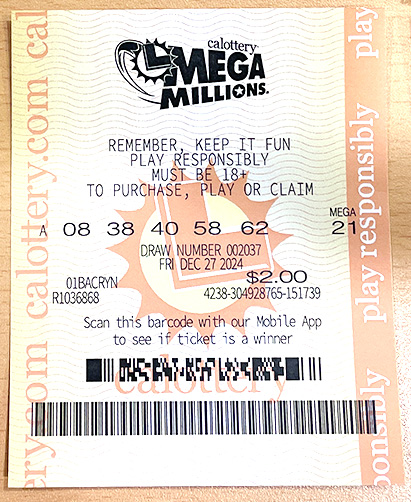 calottery
MEGA
MILLIONS.
REMEMBER, KEEP IT FUN
PLAY RESPONSIBLY
MUST BE 18+
TO PURCHASE, PLAY OR CLAIM
MEGA
A 08 38 40 58 62 21
DRAW NUMBER 002037
FRI DEC 27 2024
01BACRYN $2.00
R1036868 4238-304928765-151739
Scan this barcode with our Mobile App
to see if ticket is a winner
calottery
calottery.com calottery.com cal
play responsibly play